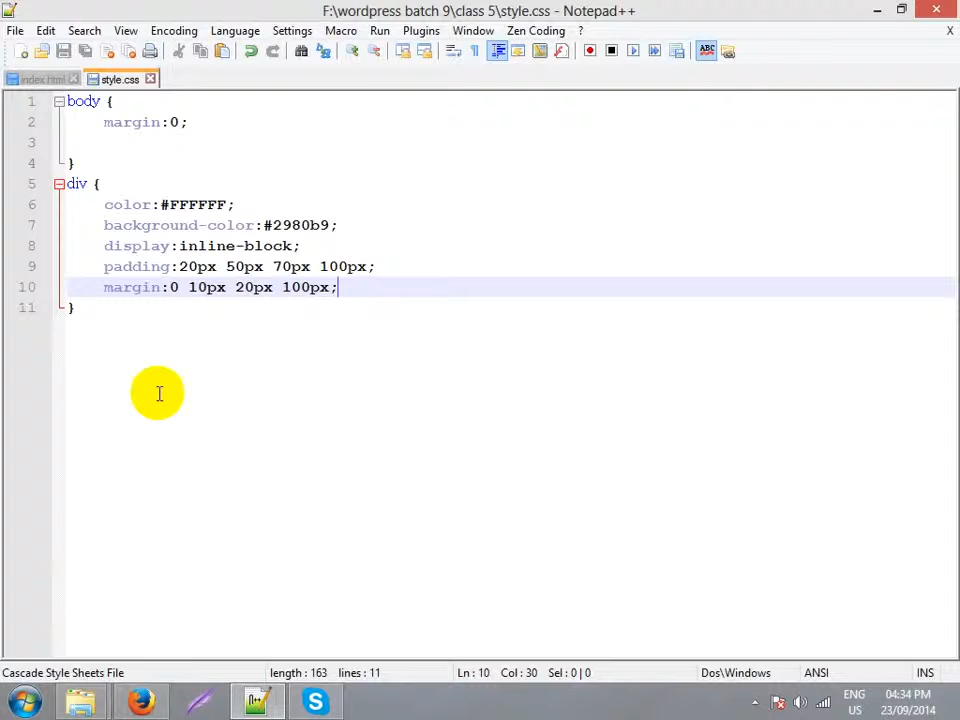 F:\wordpress batch 9\class 5\style.css - Notepad++
File Edit Search View Encoding Language Settings Macro Run Plugins Window Zen Coding ? X
ABC
index.html style.css
1 body {
2 margin:0;
3
4 }
5 div {
6 color:#FFFFFF;
7 background-color:#2980b9;
8 display:inline-block;
9 padding:20px 50px 70px 100px;
10 margin:0 10px 20px 100px;
11 }
Cascade Style Sheets File length : 163 lines : 11 Ln : 10 Col : 30 Sel : 0 | 0 Dos\Windows ANSI INS
ENG 04:34 PM
US 23/09/2014